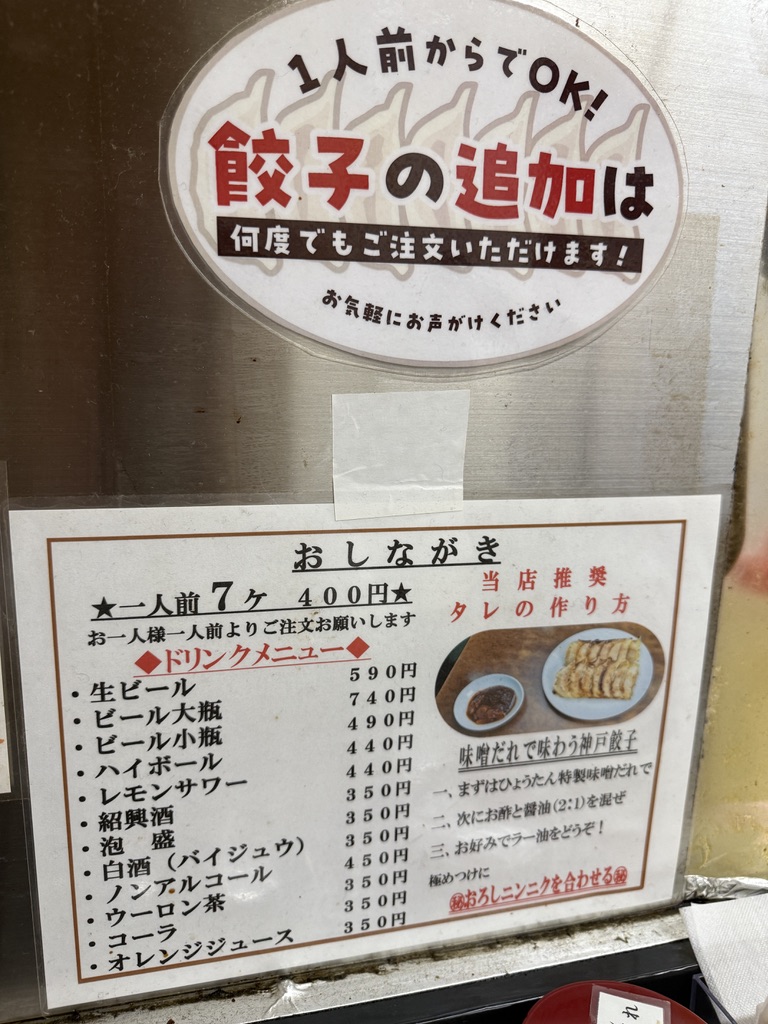 1人前からでOK!
餃子の追加は
何度でもご注文いただけます!
お気軽にお声がけください
おしながき
★一人前7ケ 400円★
お一人様一人前よりご注文お願いします
◆ドリンクメニュー◆
・生ビール 590円
・ビール大瓶 740円
・ビール小瓶 490円
・ハイボール 440円
・レモンサワー 440円
・紹興酒 350円
・泡 盛 350円
・白酒(バイジュウ) 350円
・ノンアルコール 450円
・ウーロン茶 350円
・コーラ 350円
・オレンジジュース 350円
当店推奨
タレの作り方
味噌だれで味わう神戸餃子
一、まずはひょうたん特製味噌だれで
二、次にお酢と醤油(2:1)を混ぜ
三、お好みでラー油をどうぞ!
極めつけに
㊙おろしニンニクを合わせる㊙